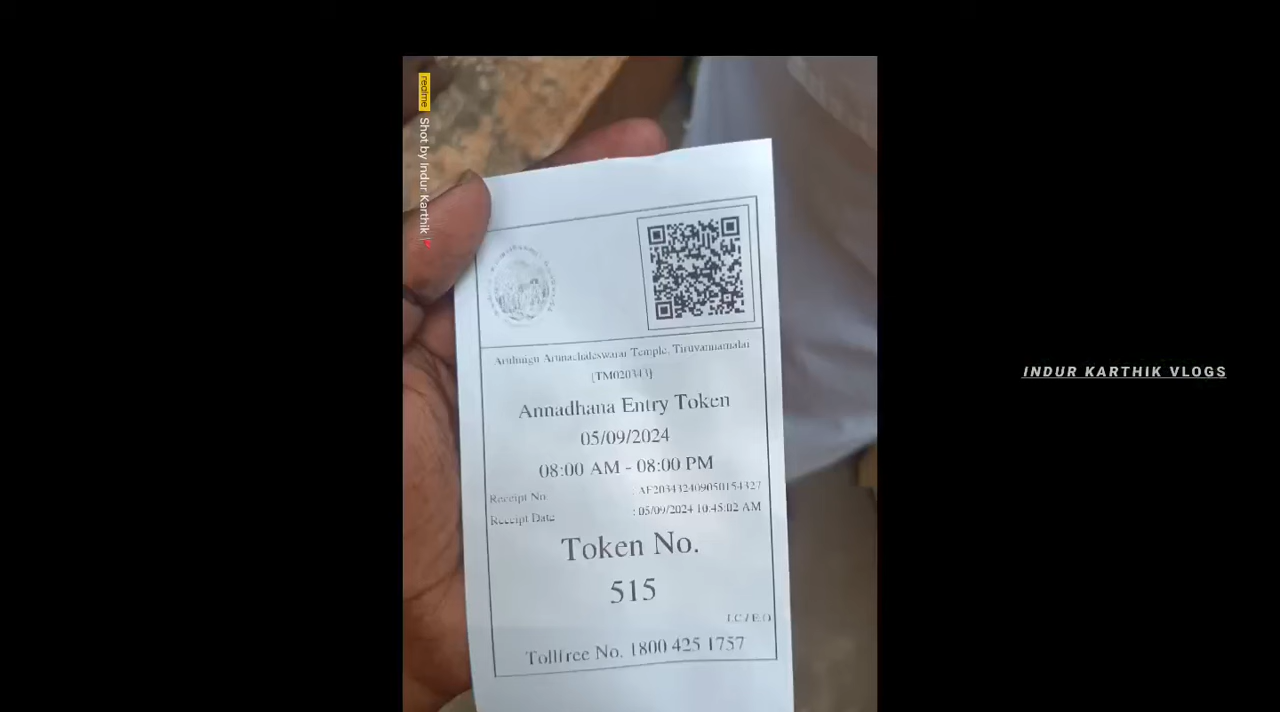 realme Shot by Indur Karthik
Arulmigu Arunachaleswarar Temple, Tiruvannamalai
[TM020343]
Annadhana Entry Token
05/09/2024
08:00 AM - 08:00 PM
Receipt No : AF203432409050154327
Receipt Date : 05/09/2024 10:45:02 AM
Token No.
515
J.C / E.O
Tollfree No. 1800 425 1757
INDUR KARTHIK VLOGS